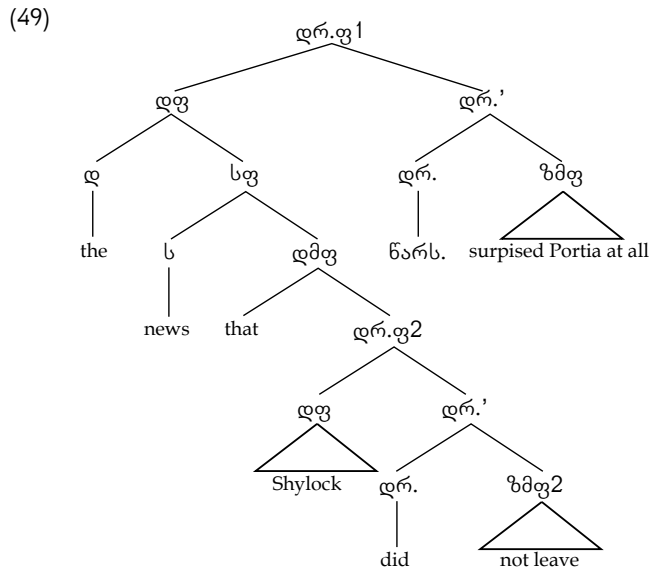 (49)
დრ.ფ1
დფ დრ.’
დ სფ დრ. ზმფ
the ს დმფ წარს. surpised Portia at all
news that დრ.ფ2
დფ დრ.’
Shylock დრ. ზმფ2
did not leave